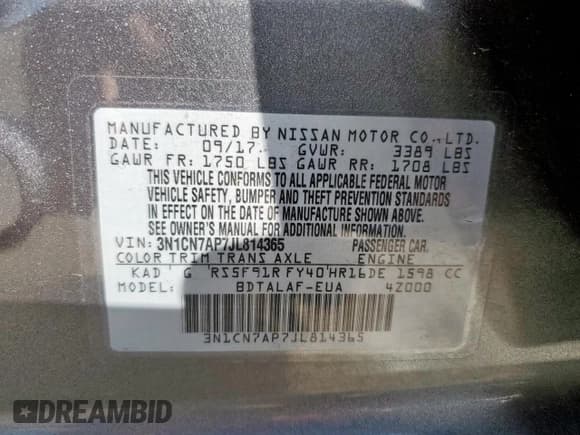 MANUFACTURED BY NISSAN MOTOR CO., LTD.
DATE: 09/17 GVWR: 3389 LBS
GAWR FR: 1750 LBS GAWR RR: 1708 LBS
THIS VEHICLE CONFORMS TO ALL APPLICABLE FEDERAL MOTOR
VEHICLE SAFETY, BUMPER AND THEFT PREVENTION STANDARDS
IN EFFECT ON THE DATE OF MANUFACTURE SHOWN ABOVE.
SEE OWNER'S MANUAL FOR ADDITIONAL INFORMATION.
VIN: 3N1CN7AP7JL814365 PASSENGER CAR.
COLOR TRIM TRANS AXLE ENGINE
KAD ' G 'RS5F91R FY40'HR16DE 1598 CC
MODEL: BDTALAF-EUA 4Z000
3N1CN7AP7JL814365
DREAMBID